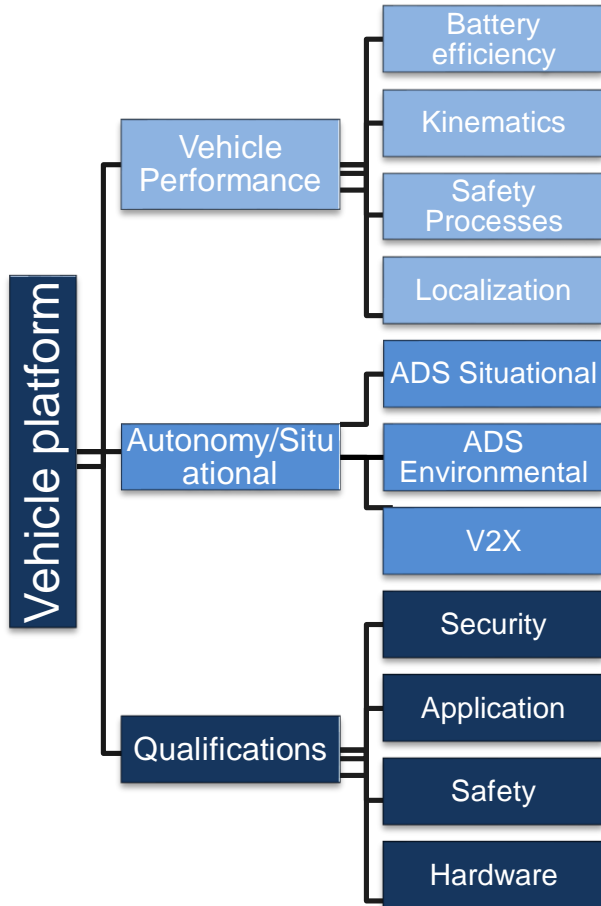 Vehicle platform
Vehicle
Performance
Battery
efficiency
Kinematics
Safety
Processes
Localization
Autonomy/Situ
ational
ADS Situational
ADS
Environmental
V2X
Qualifications
Security
Application
Safety
Hardware